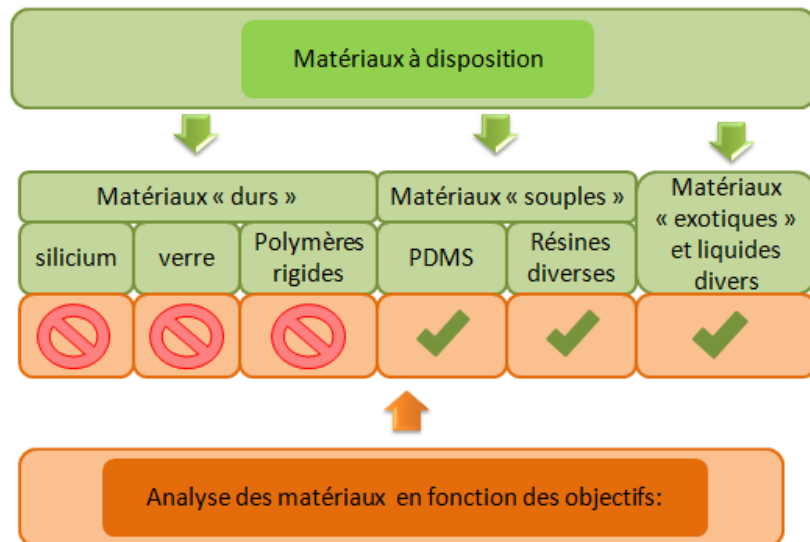 Matériaux à disposition
Matériaux « durs »
Matériaux « souples »
Matériaux
« exotiques »
et liquides
divers
silicium
verre
Polymères
rigides
PDMS
Résines
diverses
Analyse des matériaux en fonction des objectifs: